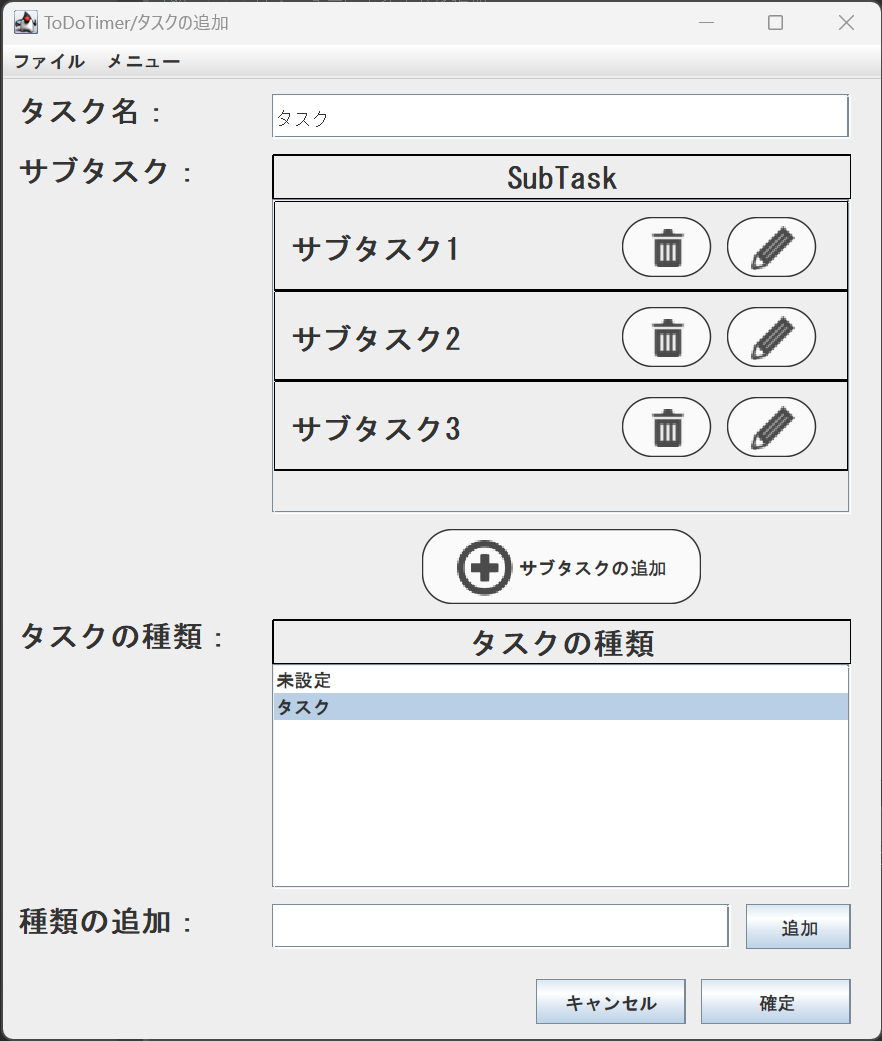 ToDoTimer/タスクの追加
ファイル メニュー
タスク名：
タスク
サブタスク：
SubTask
サブタスク1
サブタスク2
サブタスク3
サブタスクの追加
タスクの種類：
タスクの種類
未設定
タスク
種類の追加：
追加
キャンセル
確定